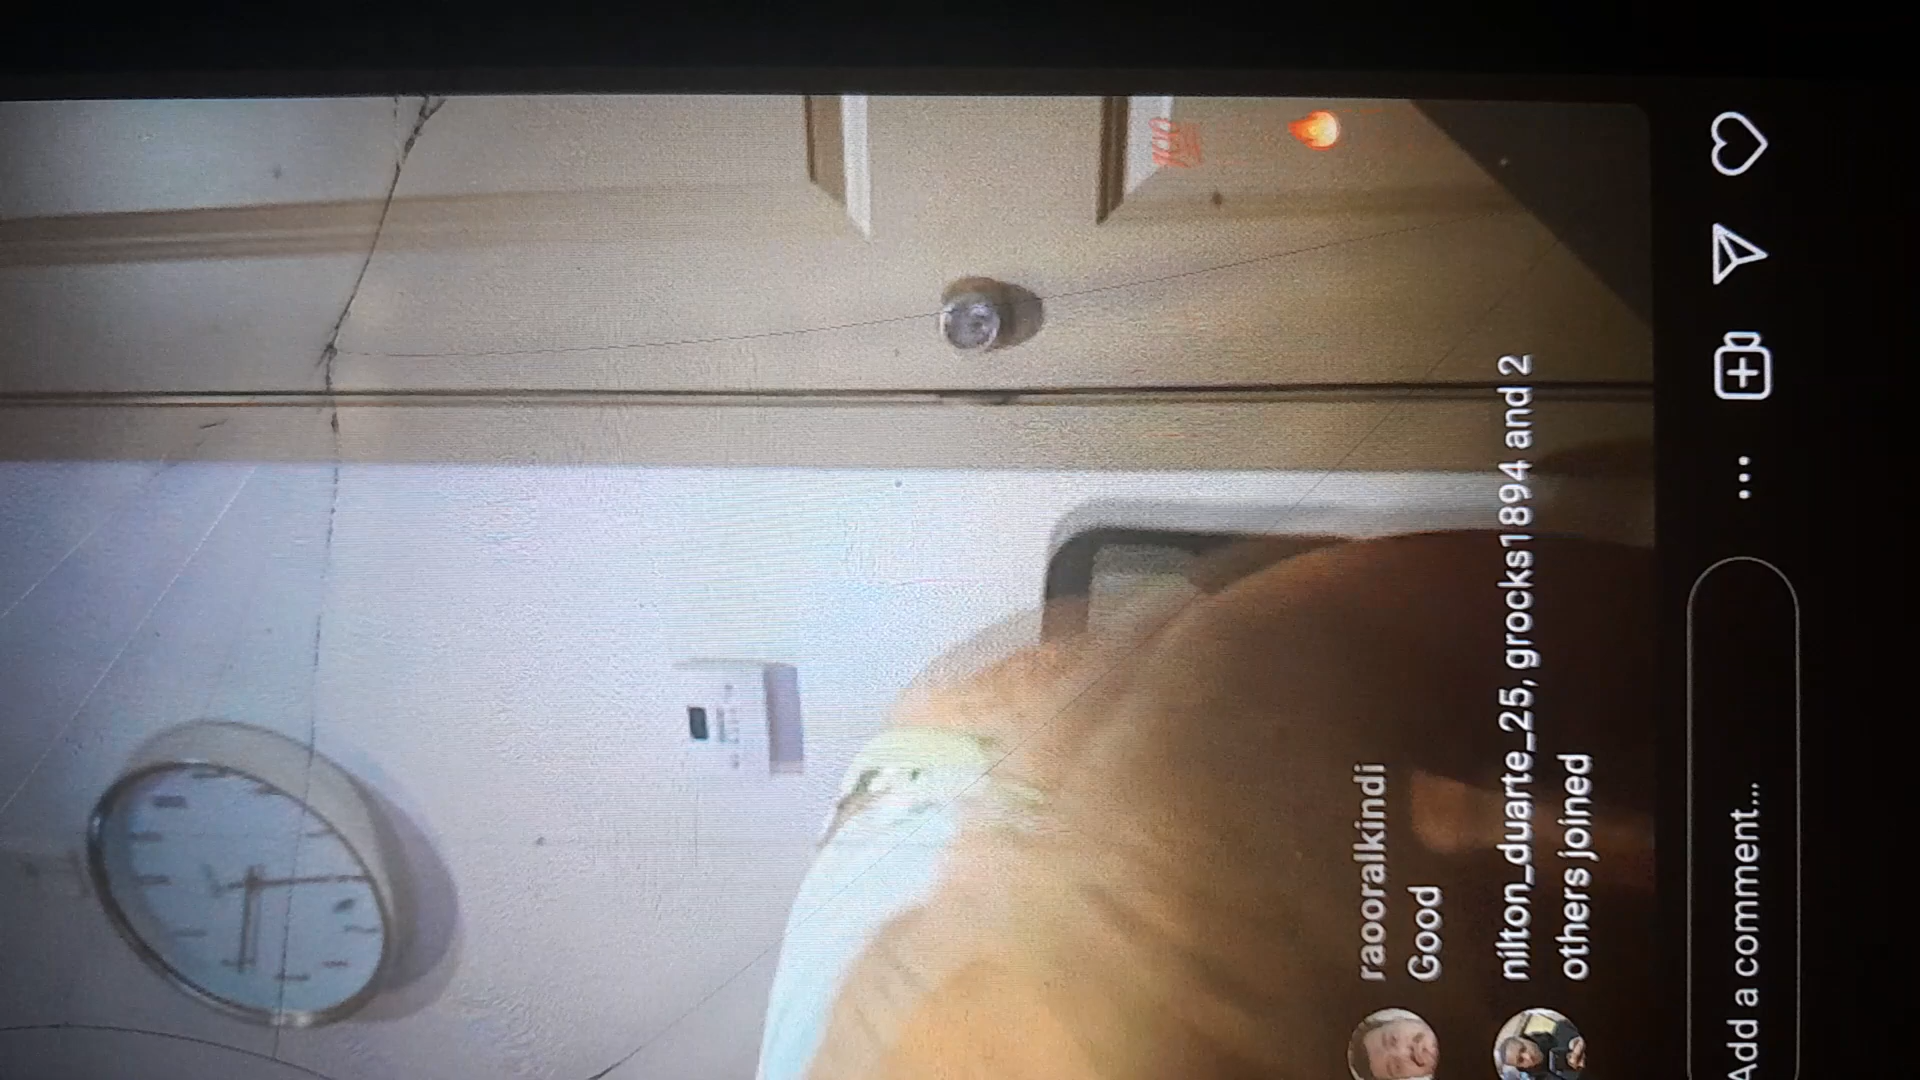 raooralkindi
Good
nilton_duarte_25, grocks1894 and 2
others joined
Add a comment...